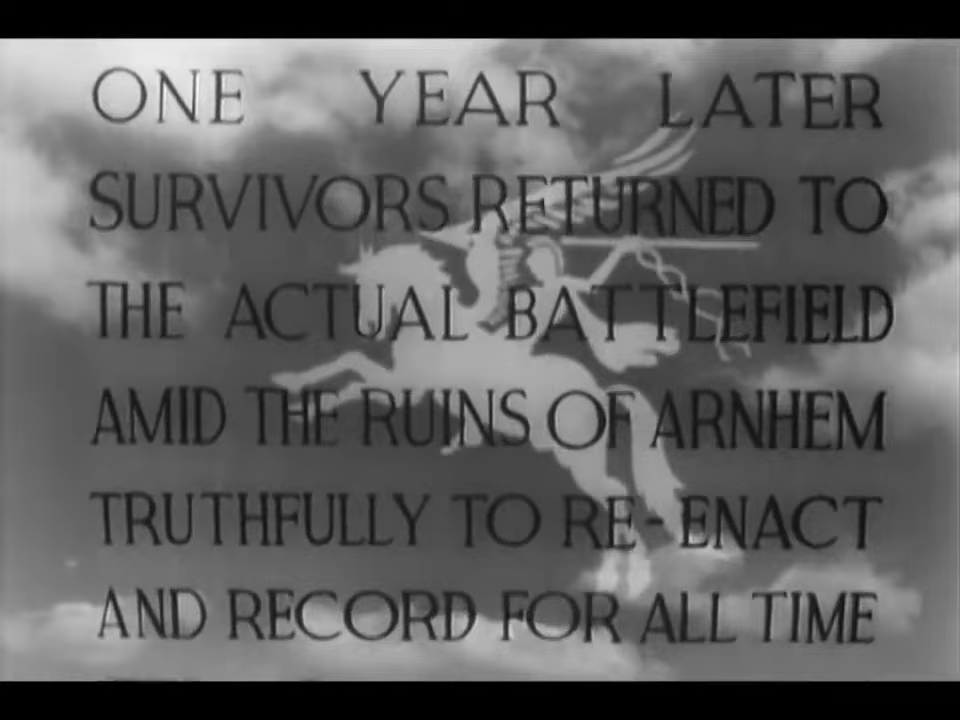 ONE YEAR LATER
SURVIVORS RETURNED TO
THE ACTUAL BATTLEFIELD
AMID THE RUINS OF ARNHEM
TRUTHFULLY TO RE-ENACT
AND RECORD FOR ALL TIME